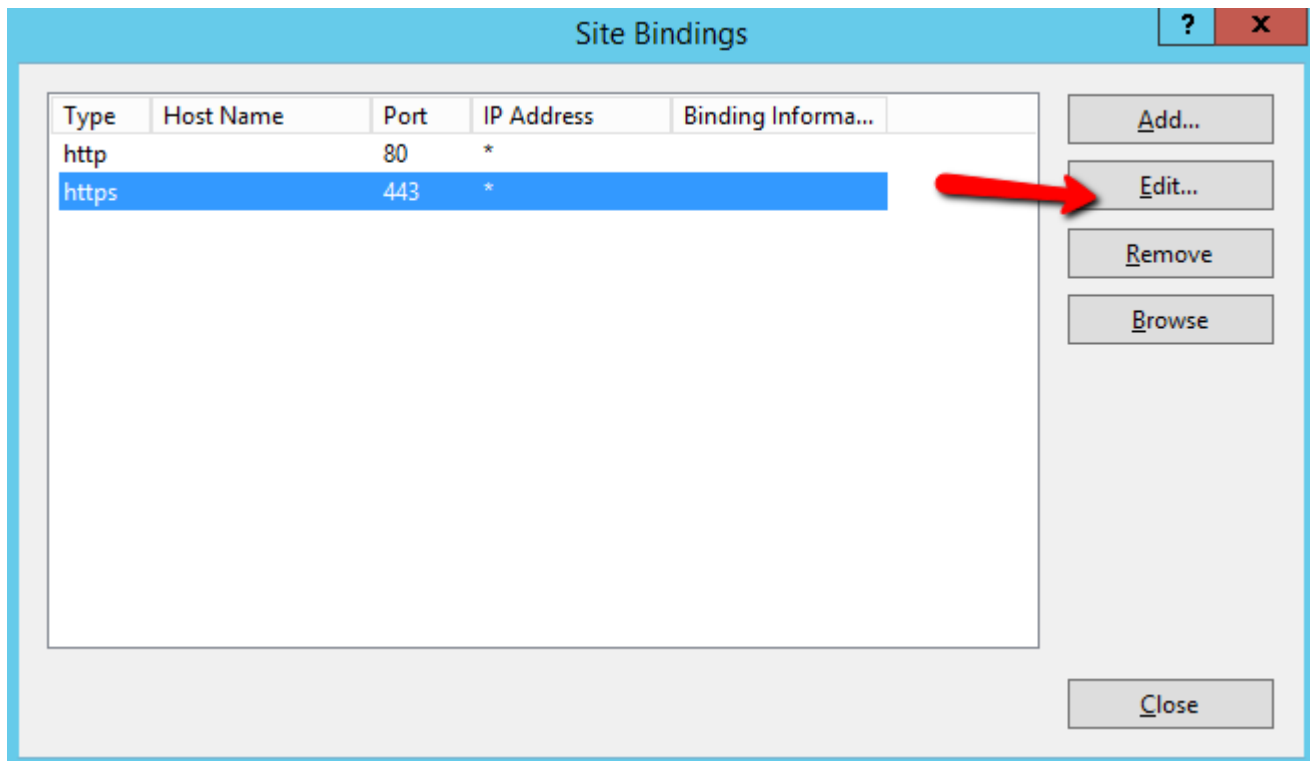 Site Bindings
? x
Type Host Name Port IP Address Binding Informa...
http 80 *
https 443 *
Add...
Edit...
Remove
Browse
Close